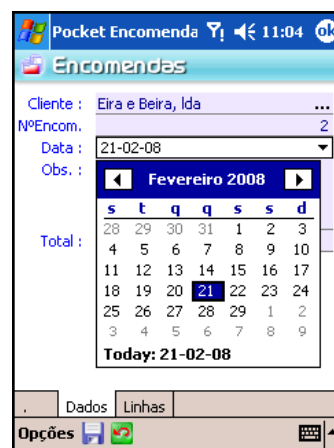 Pocket Encomenda 11:04 ok
Encomendas
Cliente : Eira e Beira, lda ...
NºEncom. 2
Data : 21-02-08
Obs. :
Fevereiro 2008
s t q q s s d
28 29 30 31 1 2 3
4 5 6 7 8 9 10
11 12 13 14 15 16 17
18 19 20 21 22 23 24
25 26 27 28 29 1 2
3 4 5 6 7 8 9
Today: 21-02-08
Total :
. Dados Linhas
Opções